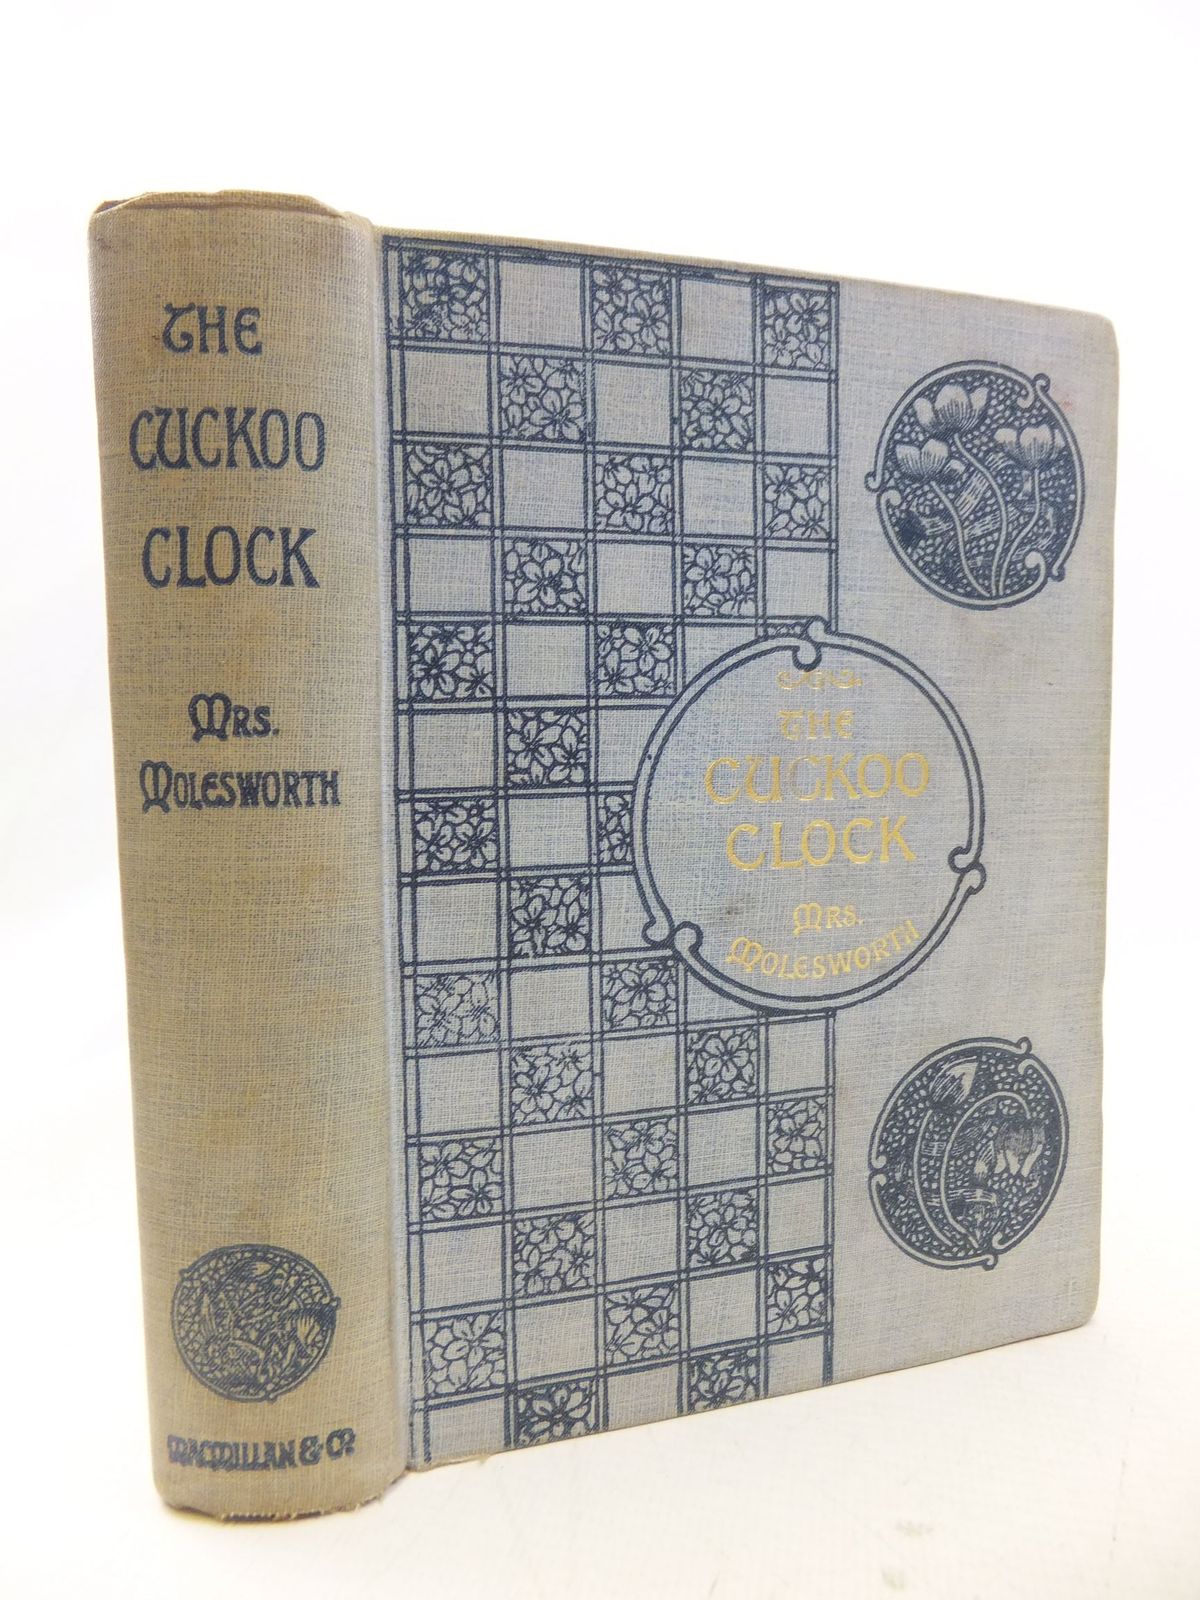 THE
CUCKOO
CLOCK
MRS.
MOLESWORTH
MACMILLAN & Co
THE
CUCKOO
CLOCK
MRS.
MOLESWORTH